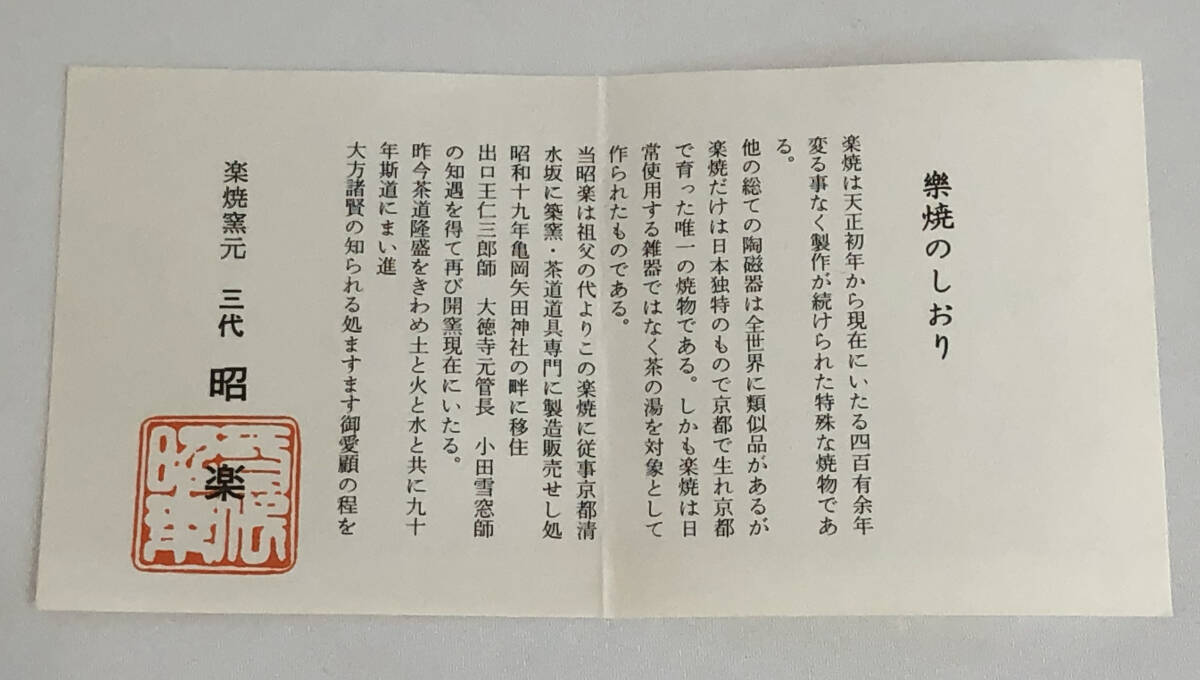 樂焼のしおり
楽焼は天正初年から現在にいたる四百有余年
変る事なく製作が続けられた特殊な焼物であ
る。
他の総ての陶磁器は全世界に類似品があるが
楽焼だけは日本独特のもので京都で生れ京都
で育った唯一の焼物である。しかも楽焼は日
常使用する雑器ではなく茶の湯を対象として
作られたものである。
当昭楽は祖父の代よりこの楽焼に従事京都清
水坂に築窯・茶道道具専門に製造販売せし処
昭和十九年亀岡矢田神社の畔に移住
出口王仁三郎師　大徳寺元管長　小田雪窓師
の知遇を得て再び開窯現在にいたる。
昨今茶道隆盛をきわめ土と火と水と共に九十
年斯道にまい進
大方諸賢の知られる処ますます御愛顧の程を
楽焼窯元　三代　昭　楽